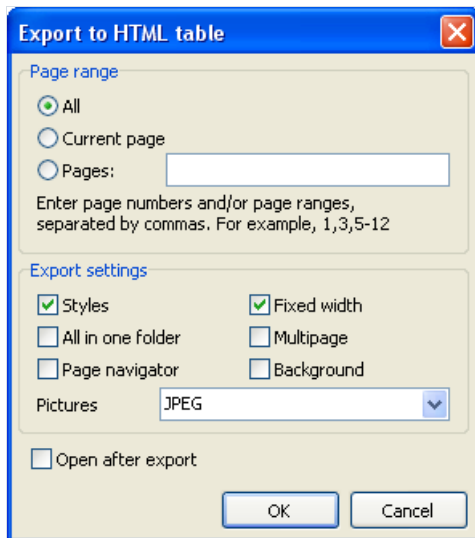 Export to HTML table
Page range
All
Current page
Pages:
Enter page numbers and/or page ranges,
separated by commas. For example, 1,3,5-12
Export settings
Styles
Fixed width
All in one folder
Multipage
Page navigator
Background
Pictures
JPEG
Open after export
OK
Cancel